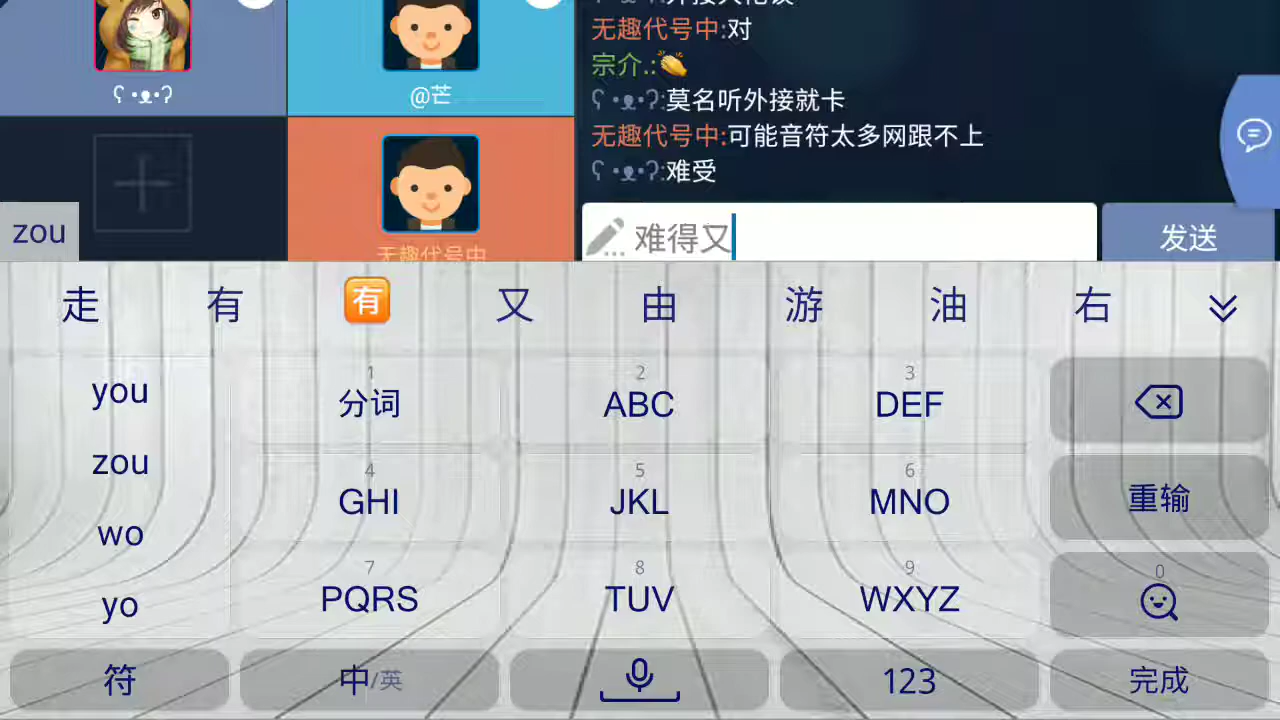 无趣代号中:对
宗介.:👏
ʕ •ᴥ•ʔ:莫名听外接就卡
无趣代号中:可能音符太多网跟不上
ʕ •ᴥ•ʔ:难受
ʕ •ᴥ•ʔ
@芒
无趣代号中
zou
难得又
发送
走 有 🈶 又 由 游 油 右
you
zou
wo
yo
1
分词
2
ABC
3
DEF
4
GHI
5
JKL
6
MNO
重输
7
PQRS
8
TUV
9
WXYZ
0
符
中/英
123
完成